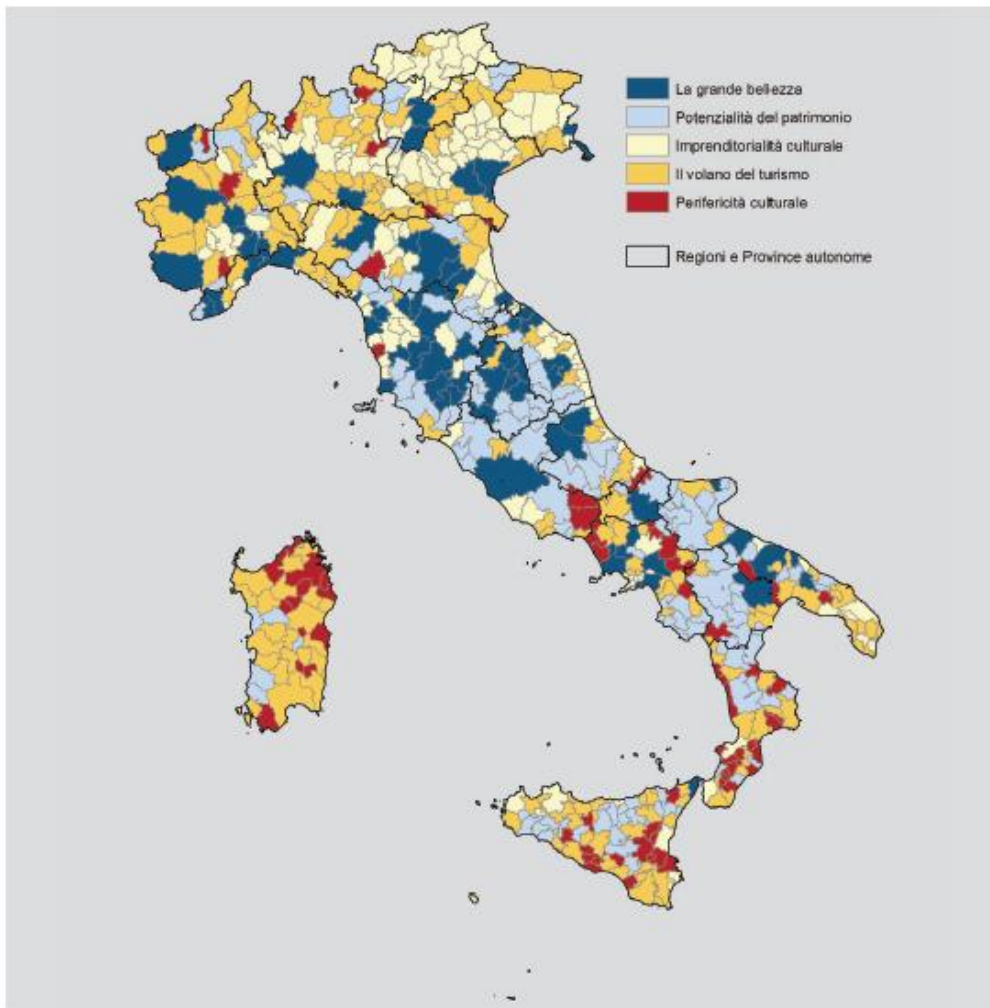 La grande bellezza
Potenzialità del patrimonio
Imprenditorialità culturale
Il volano del turismo
Perifericità culturale
Regioni e Province autonome